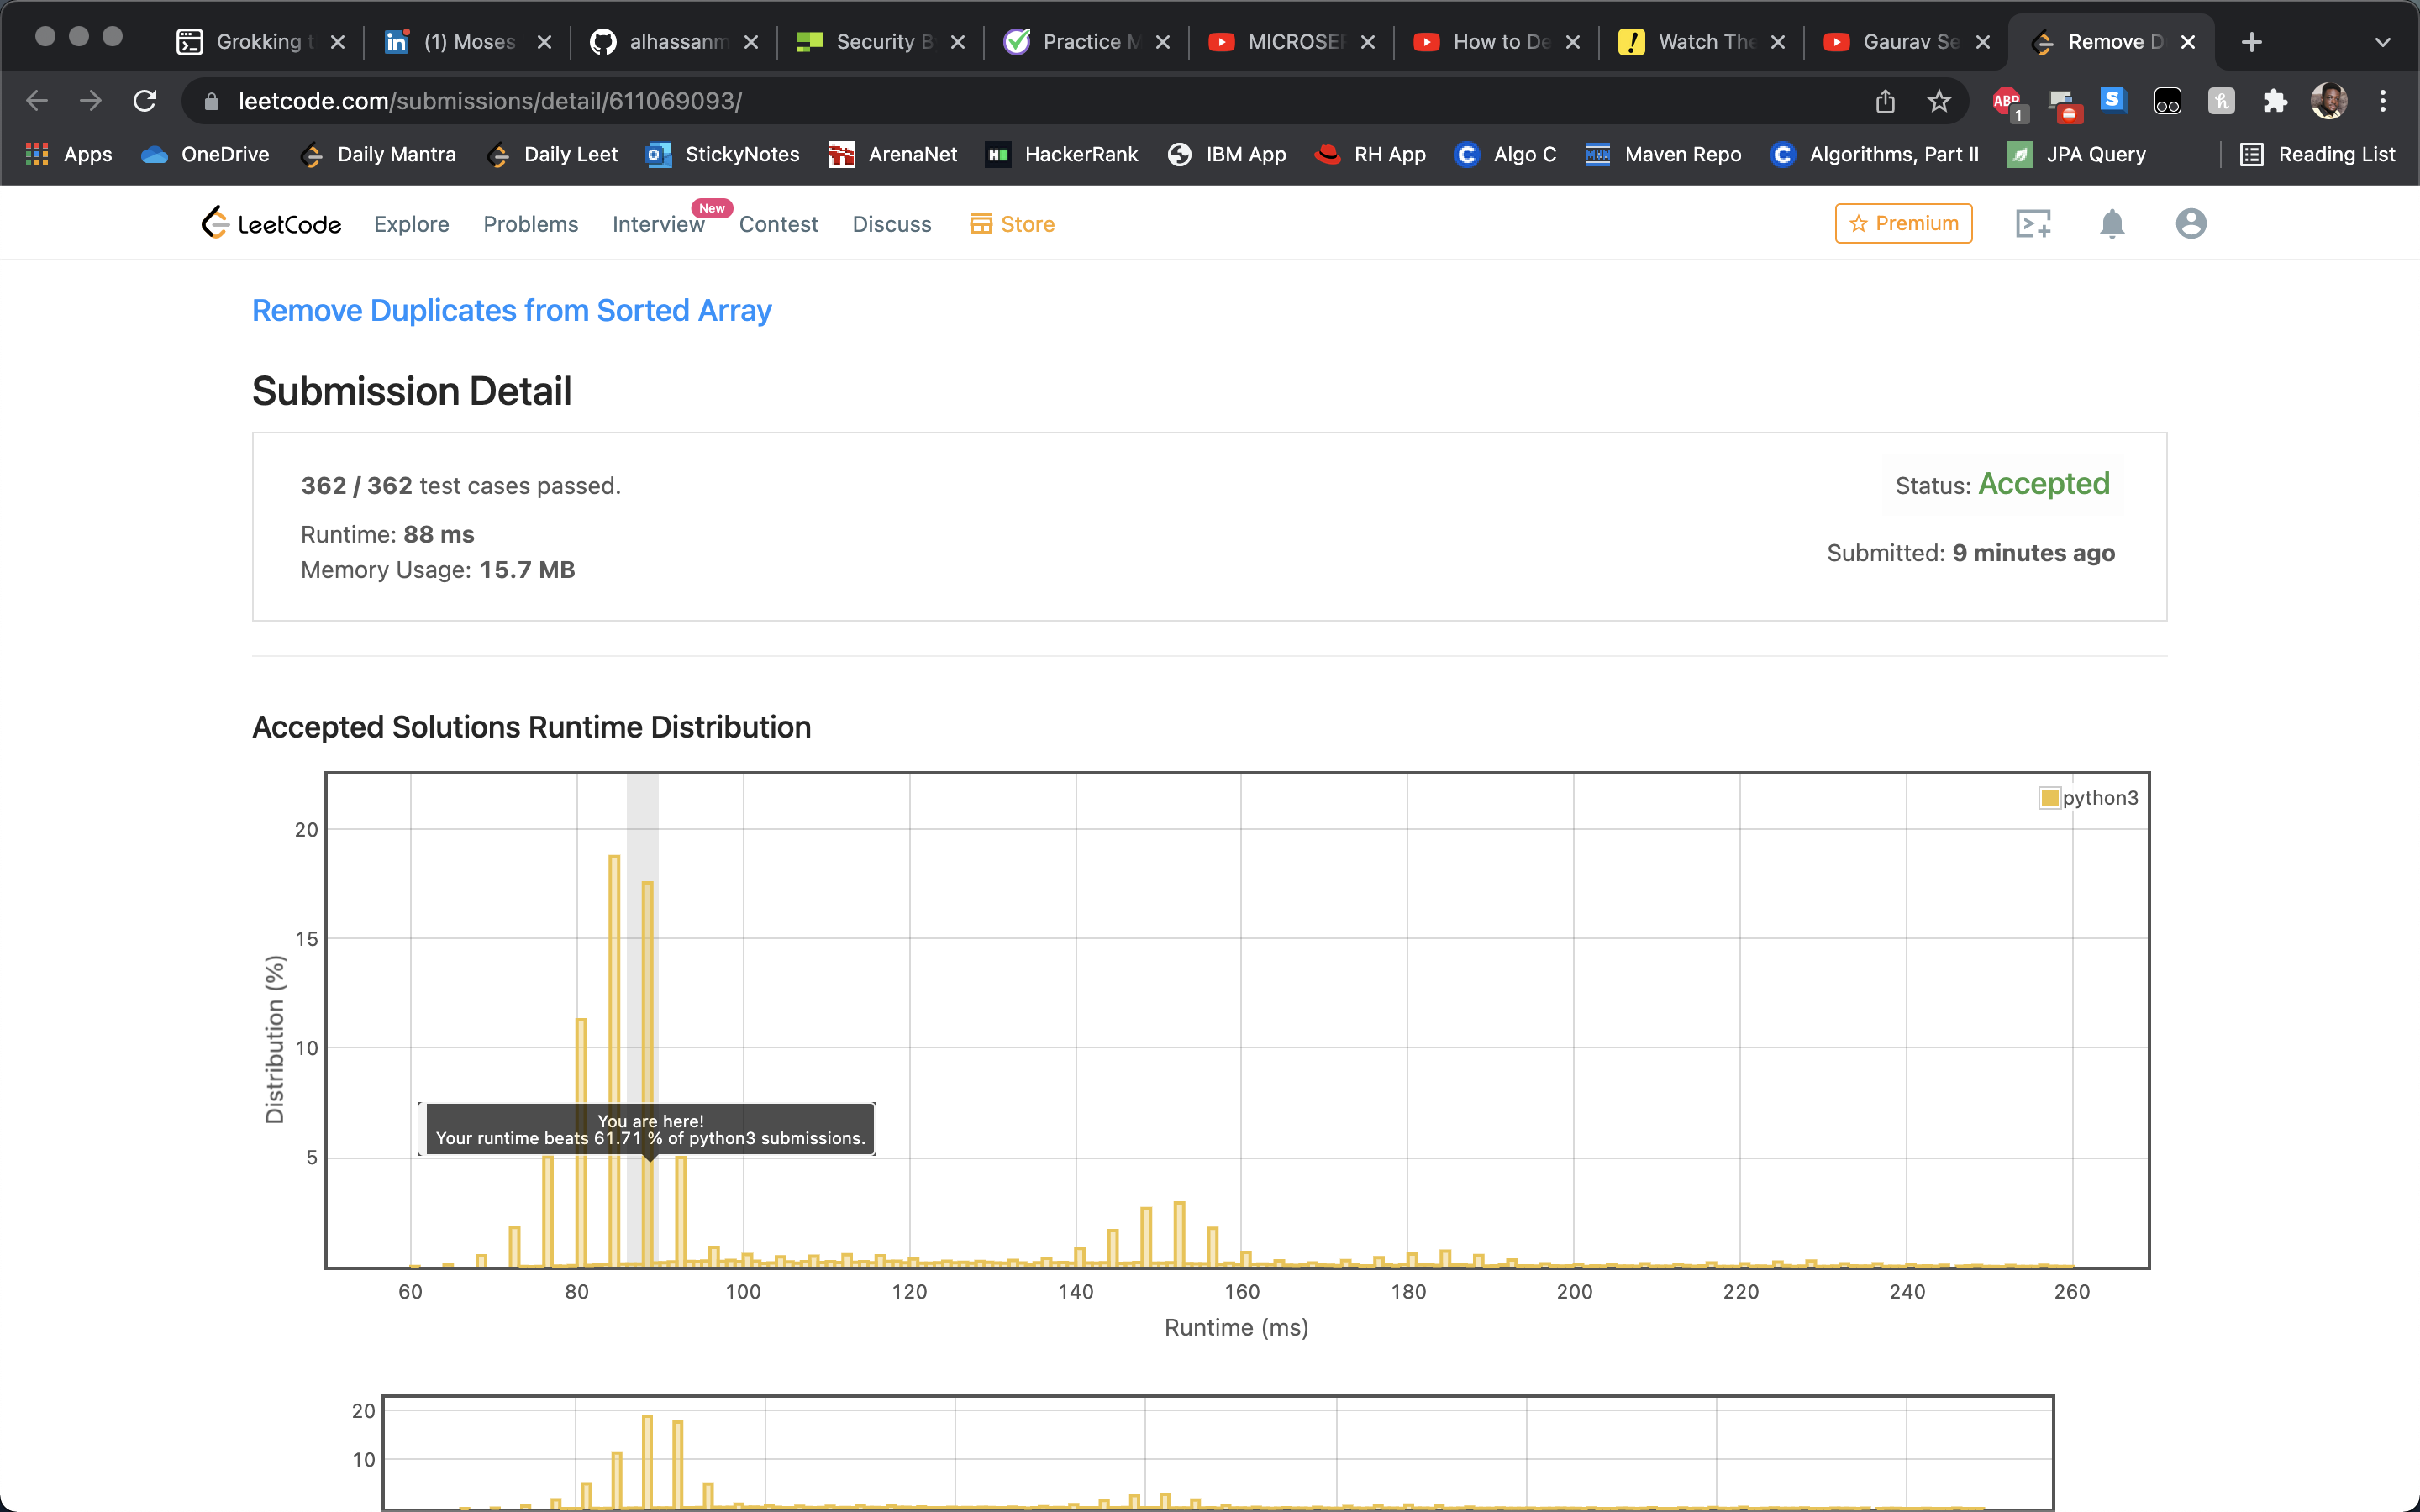 Grokking t
(1) Moses
alhassanm
Security B
Practice M
MICROSE
How to De
Watch The
Gaurav Se
Remove D
leetcode.com/submissions/detail/611069093/
ABP
1
S
Apps
OneDrive
Daily Mantra
Daily Leet
StickyNotes
ArenaNet
HackerRank
IBM App
RH App
Algo C
Maven Repo
Algorithms, Part II
JPA Query
Reading List
LeetCode
Explore
Problems
Interview
New
Contest
Discuss
Store
Premium
Remove Duplicates from Sorted Array
Submission Detail
362 / 362 test cases passed.
Status: Accepted
Runtime: 88 ms
Submitted: 9 minutes ago
Memory Usage: 15.7 MB
Accepted Solutions Runtime Distribution
python3
20
15
10
5
Distribution (%)
You are here!
Your runtime beats 61.71 % of python3 submissions.
60 80 100 120 140 160 180 200 220 240 260
Runtime (ms)
20
10